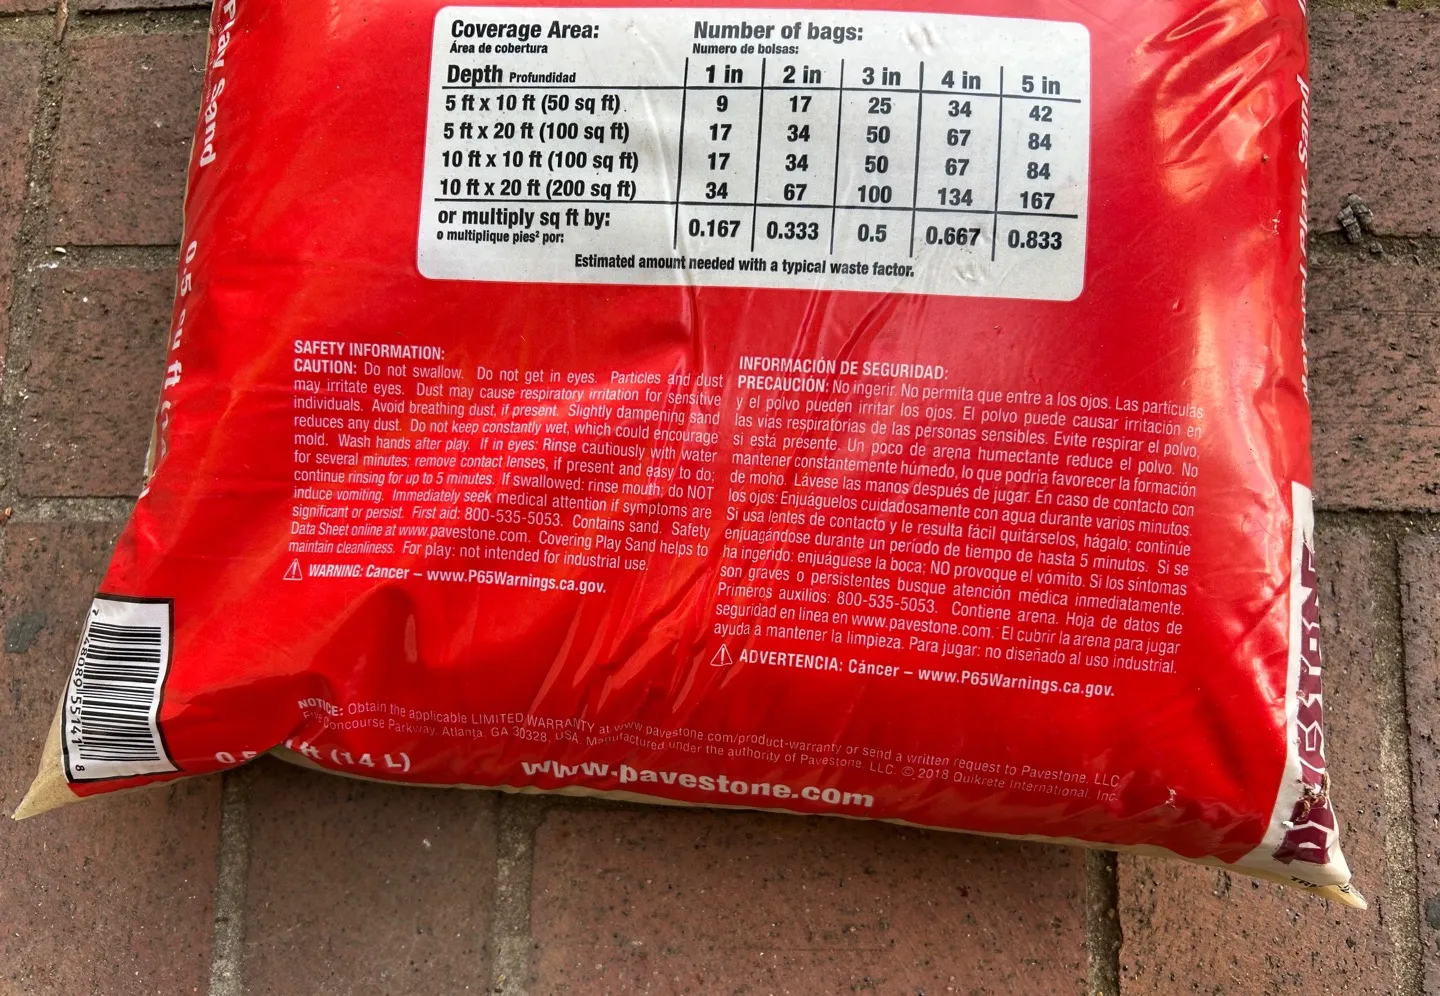 Play Sand
0.5 cu ft
Coverage Area:
Área de cobertura
Number of bags:
Numero de bolsas:
Depth Profundidad 1 in 2 in 3 in 4 in 5 in
5 ft x 10 ft (50 sq ft) 9 17 25 34 42
5 ft x 20 ft (100 sq ft) 17 34 50 67 84
10 ft x 10 ft (100 sq ft) 17 34 50 67 84
10 ft x 20 ft (200 sq ft) 34 67 100 134 167
or multiply sq ft by: 0.167 0.333 0.5 0.667 0.833
o multiplique pies² por:
Estimated amount needed with a typical waste factor.
SAFETY INFORMATION:
CAUTION: Do not swallow. Do not get in eyes. Particles and dust
may irritate eyes. Dust may cause respiratory irritation for sensitive
individuals. Avoid breathing dust, if present. Slightly dampening sand
reduces any dust. Do not keep constantly wet, which could encourage
mold. Wash hands after play. If in eyes: Rinse cautiously with water
for several minutes; remove contact lenses, if present and easy to do;
continue rinsing for up to 5 minutes. If swallowed: rinse mouth; do NOT
induce vomiting. Immediately seek medical attention if symptoms are
significant or persist. First aid: 800-535-5053. Contains sand. Safety
Data Sheet online at www.pavestone.com. Covering Play Sand helps to
maintain cleanliness. For play: not intended for industrial use.
WARNING: Cancer – www.P65Warnings.ca.gov.
INFORMACIÓN DE SEGURIDAD:
PRECAUCIÓN: No ingerir. No permita que entre a los ojos. Las partículas
y el polvo pueden irritar los ojos. El polvo puede causar irritación en
las vías respiratorias de las personas sensibles. Evite respirar el polvo,
si está presente. Un poco de arena humectante reduce el polvo. No
mantener constantemente húmedo, lo que podría favorecer la formación
de moho. Lávese las manos después de jugar. En caso de contacto con
los ojos: Enjuáguelos cuidadosamente con agua durante varios minutos.
Si usa lentes de contacto y le resulta fácil quitárselos, hágalo; continúe
enjuagándose durante un período de tiempo de hasta 5 minutos. Si se
ha ingerido: enjuáguese la boca; NO provoque el vómito. Si los síntomas
son graves o persistentes busque atención médica inmediatamente.
Primeros auxilios: 800-535-5053. Contiene arena. Hoja de datos de
seguridad en linea en www.pavestone.com. El cubrir la arena para jugar
ayuda a mantener la limpieza. Para jugar: no diseñado al uso industrial.
ADVERTENCIA: Cáncer – www.P65Warnings.ca.gov.
7 48089 55141 8
NOTICE: Obtain the applicable LIMITED WARRANTY at www.pavestone.com/product-warranty or send a written request to Pavestone, LLC,
Five Concourse Parkway, Atlanta, GA 30328, USA. Manufactured under the authority of Pavestone, LLC. © 2018 Quikrete International, Inc.
ft (14 L)
www.pavestone.com